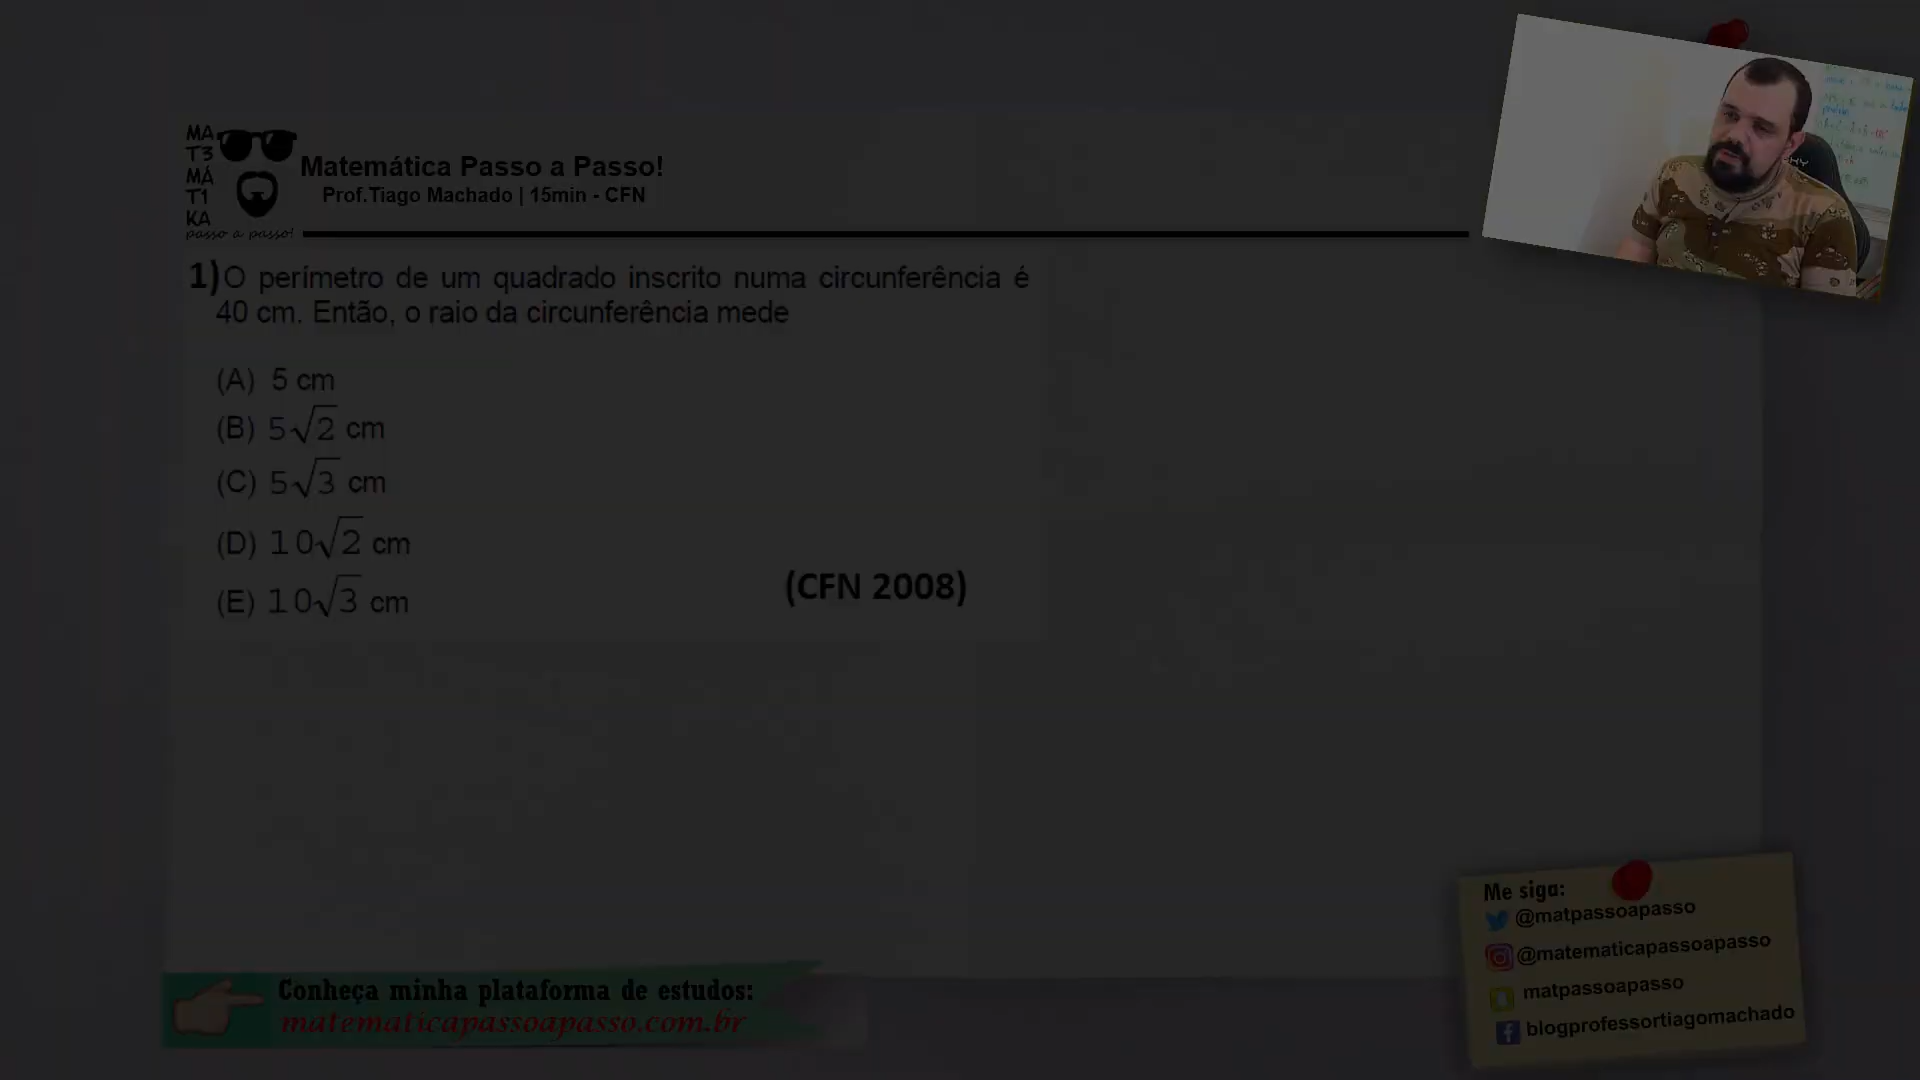 MA
T3
MÁ
T1
KA
passo a passo!
Matemática Passo a Passo!
Prof.Tiago Machado | 15min - CFN
1) O perímetro de um quadrado inscrito numa circunferência é
40 cm. Então, o raio da circunferência mede
(A) 5 cm
(B) 5√2 cm
(C) 5√3 cm
(D) 10√2 cm
(E) 10√3 cm
(CFN 2008)
Conheça minha plataforma de estudos:
matematicapassoapasso.com.br
Me siga:
@matpassoapasso
@matematicapassoapasso
matpassoapasso
blogprofessortiagomachado